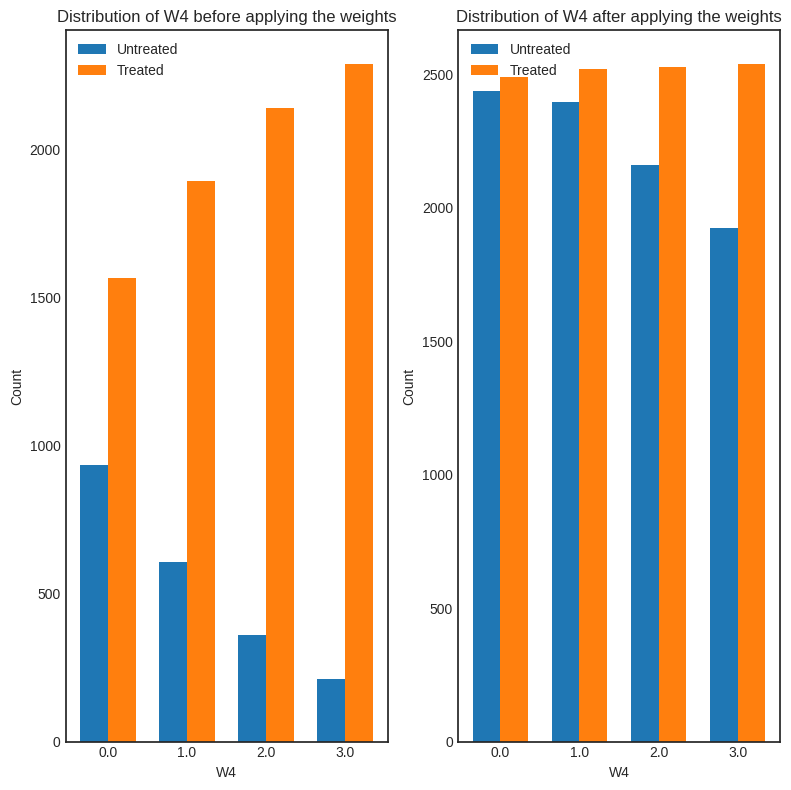 Distribution of W4 before applying the weights
Untreated
Treated
2000
1500
1000
500
0
Count
0.0 1.0 2.0 3.0
W4
Distribution of W4 after applying the weights
Untreated
Treated
2500
2000
1500
1000
500
0
Count
0.0 1.0 2.0 3.0
W4